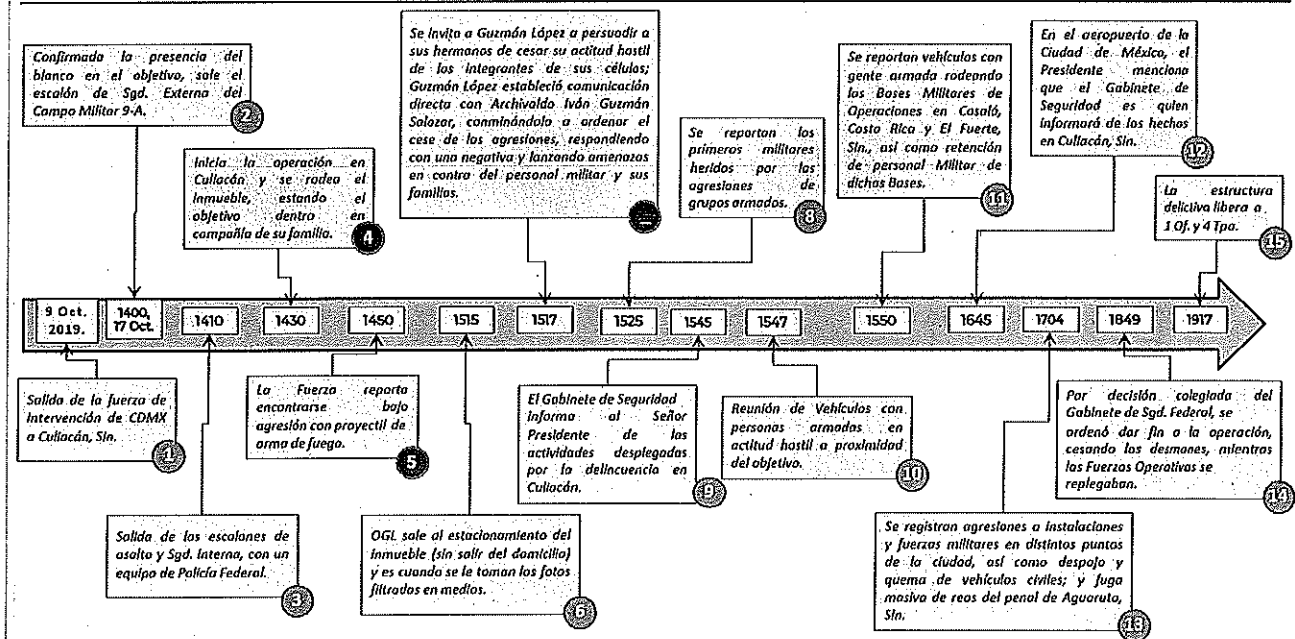 Confirmada la presencia del
blanco en el objetivo, sale el
escalón de Sgd. Externa del
Campo Militar 9-A.
2
Inicia la operación en
Culiacán y se rodea el
inmueble, estando el
objetivo dentro en
compañía de su familia.
4
Se invita a Guzmán López a persuadir a
sus hermanos de cesar su actitud hostil
de los integrantes de sus células;
Guzmán López estableció comunicación
directa con Archivaldo Iván Guzmán
Salazar, conminándolo a ordenar el
cese de las agresiones, respondiendo
con una negativa y lanzando amenazas
en contra del personal militar y sus
familias.
Se reportan los
primeros militares
heridos por las
agresiones de
grupos armados.
8
Se reportan vehículos con
gente armada rodeando
las Bases Militares de
Operaciones en Cosalá,
Costa Rica y El Fuerte,
Sin., así como retención
de personal Militar de
dichas Bases.
11
En el aeropuerto de la
Ciudad de México, el
Presidente menciona
que el Gabinete de
Seguridad es quien
informará de los hechos
en Culiacán, Sin.
12
La estructura
delictiva libera a
1 Of. y 4 Tpa.
15
9 Oct.
2019.
1400,
17 Oct.
1410
1430
1450
1515
1517
1525
1545
1547
1550
1645
1704
1849
1917
Salida de la fuerza de
Intervención de CDMX
a Culiacán, Sin.
1
Salida de los escalones de
asalto y Sgd. Interna, con un
equipo de Policía Federal.
3
La Fuerza reporta
encontrarse bajo
agresión con proyectil de
arma de fuego.
5
OGL sale al estacionamiento del
inmueble (sin salir del domicilio)
y es cuando se le toman las fotos
filtradas en medios.
6
El Gabinete de Seguridad
informa al Señor
Presidente de las
actividades desplegadas
por la delincuencia en
Culiacán.
9
Reunión de Vehículos con
personas armadas en
actitud hostil a proximidad
del objetivo.
10
Se registran agresiones a instalaciones
y fuerzas militares en distintos puntos
de la ciudad, así como despojo y
quema de vehículos civiles; y fuga
masiva de reos del penal de Aguaruto,
Sin.
13
Por decisión colegiada del
Gabinete de Sgd. Federal, se
ordenó dar fin a la operación,
cesando los desmanes, mientras
las Fuerzas Operativas se
replegaban.
14